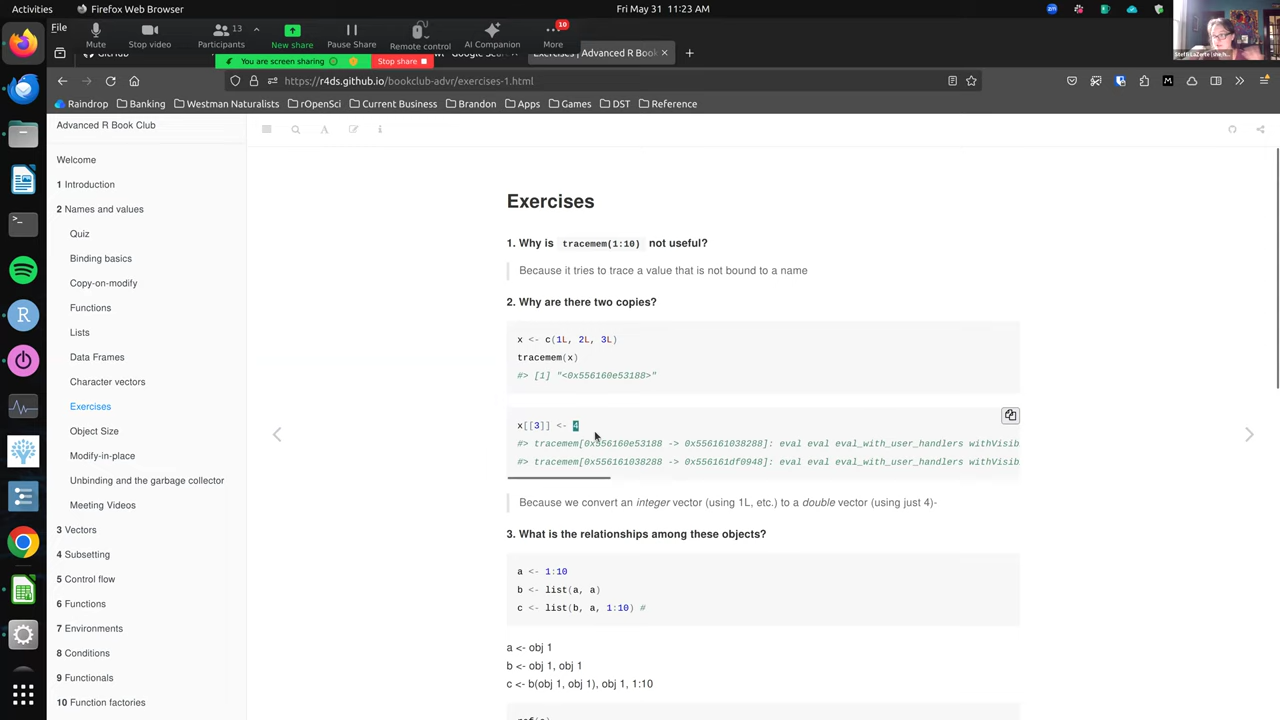 Activities
Firefox Web Browser
Fri May 31 11:23 AM
File
Mute
Stop video
13
Participants
New share
Pause Share
Remote control
AI Companion
10
More
You are screen sharing
Stop share
Advanced R Book Club
https://r4ds.github.io/bookclub-advr/exercises-1.html
Raindrop
Banking
Westman Naturalists
rOpenSci
Current Business
Brandon
Apps
Games
DST
Reference
Advanced R Book Club
Welcome
1 Introduction
2 Names and values
Quiz
Binding basics
Copy-on-modify
Functions
Lists
Data Frames
Character vectors
Exercises
Object Size
Modify-in-place
Unbinding and the garbage collector
Meeting Videos
3 Vectors
4 Subsetting
5 Control flow
6 Functions
7 Environments
8 Conditions
9 Functionals
10 Function factories
Exercises
1. Why is tracemem(1:10) not useful?
Because it tries to trace a value that is not bound to a name
2. Why are there two copies?
x <- c(1L, 2L, 3L)
tracemem(x)
#> [1] "<0x556160e53188>"
x[[3]] <- 4
#> tracemem[0x556160e53188 -> 0x556161038288]: eval eval eval_with_user_handlers withVisib
#> tracemem[0x556161038288 -> 0x556161df0948]: eval eval eval_with_user_handlers withVisib
Because we convert an integer vector (using 1L, etc.) to a double vector (using just 4)-
3. What is the relationships among these objects?
a <- 1:10
b <- list(a, a)
c <- list(b, a, 1:10) #
a <- obj 1
b <- obj 1, obj 1
c <- b(obj 1, obj 1), obj 1, 1:10